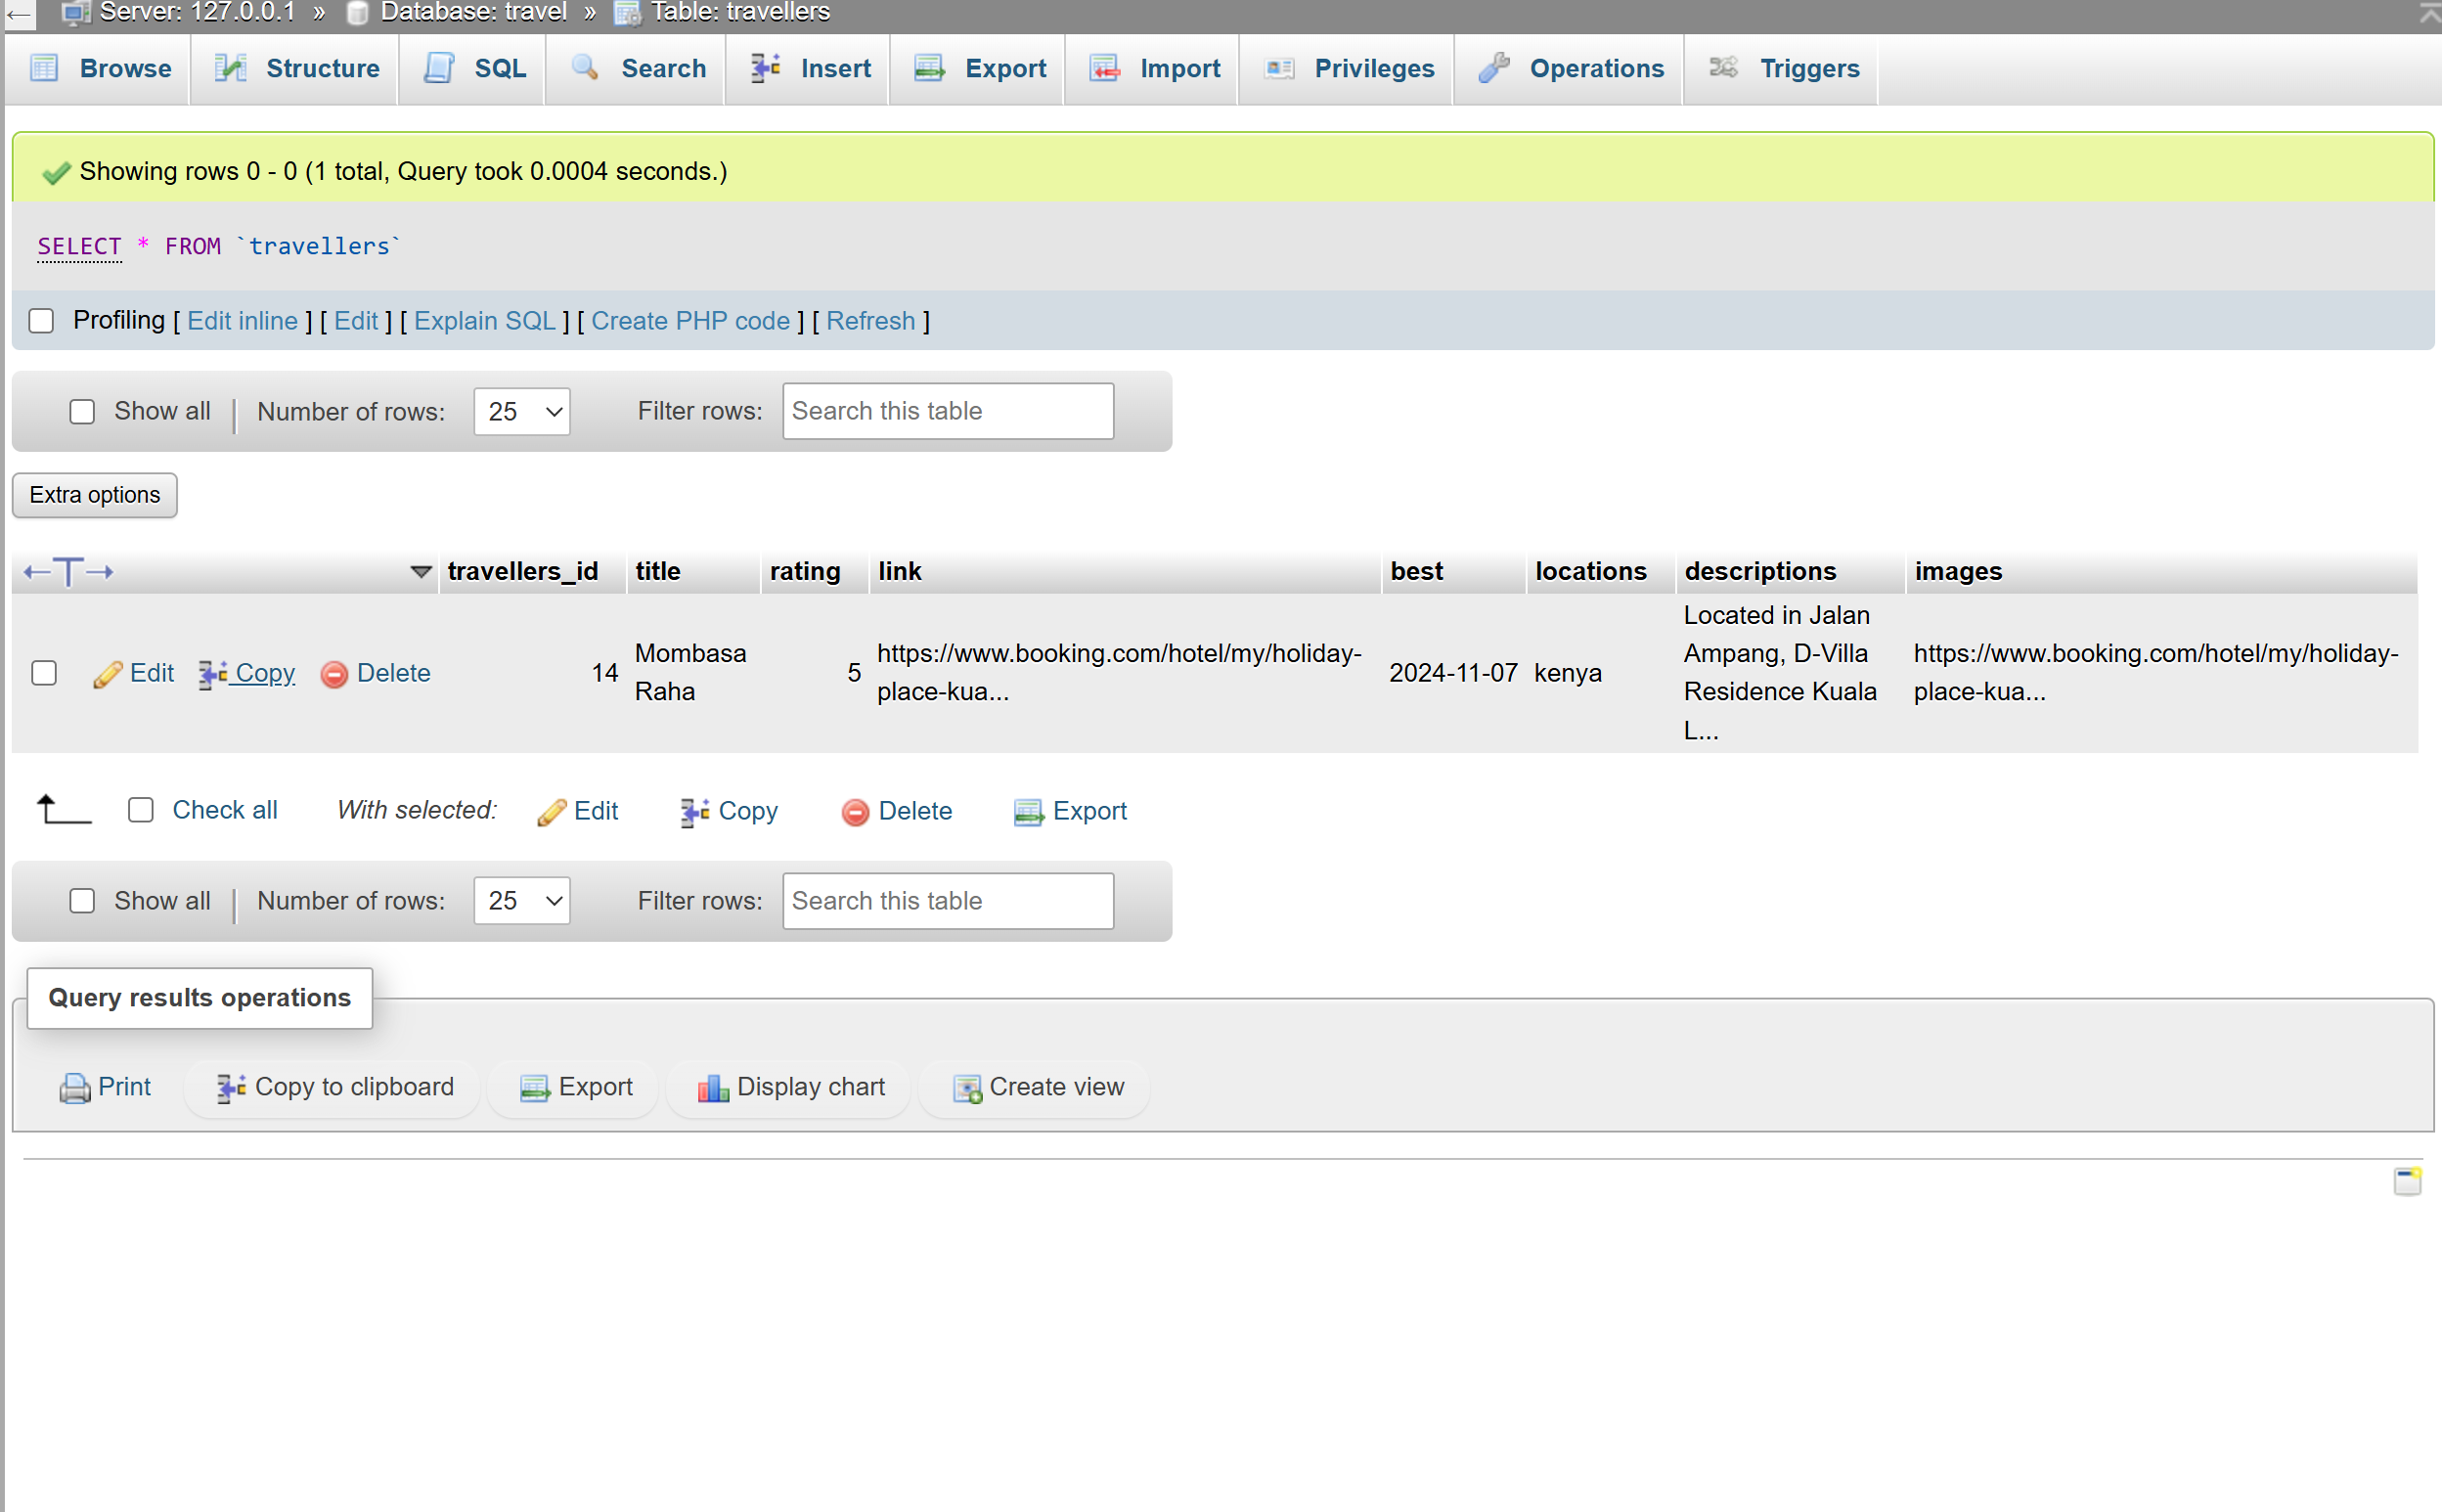 Server: 127.0.0.1 » Database: travel » Table: travellers
Browse Structure SQL Search Insert Export Import Privileges Operations Triggers
Showing rows 0 - 0 (1 total, Query took 0.0004 seconds.)
SELECT * FROM `travellers`
Profiling [ Edit inline ] [ Edit ] [ Explain SQL ] [ Create PHP code ] [ Refresh ]
Show all Number of rows: 25 Filter rows: Search this table
Extra options
travellers_id title rating link best locations descriptions images
Edit Copy Delete 14 Mombasa Raha 5 https://www.booking.com/hotel/my/holiday-place-kua... 2024-11-07 kenya Located in Jalan Ampang, D-Villa Residence Kuala L... https://www.booking.com/hotel/my/holiday-place-kua...
Check all With selected: Edit Copy Delete Export
Show all Number of rows: 25 Filter rows: Search this table
Query results operations
Print Copy to clipboard Export Display chart Create view